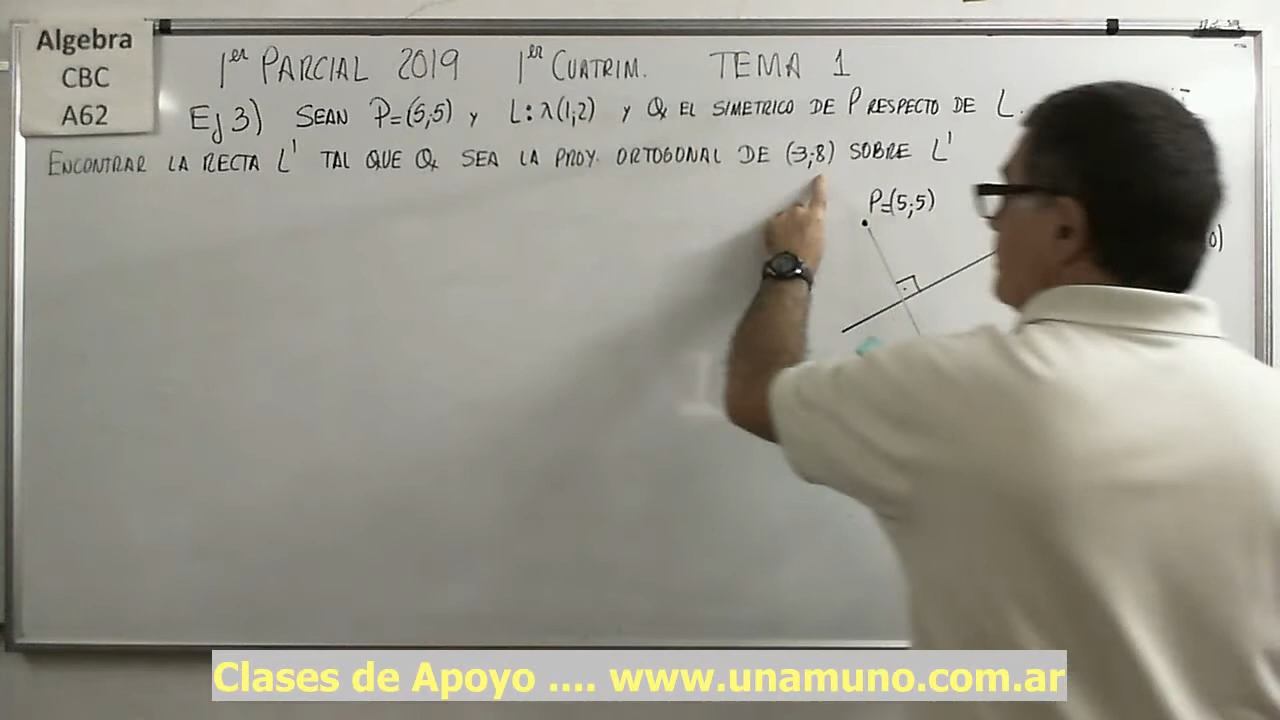 Algebra
CBC
A62
1er PARCIAL 2019 1er CUATRIM. TEMA 1
Ej 3) SEAN P=(5;5) y L: λ(1;2) y Q EL SIMETRICO DE P RESPECTO DE L.
ENCONTRAR LA RECTA L' TAL QUE Q SEA LA PROY. ORTOGONAL DE (3;8) SOBRE L'
P=(5;5)
0)
Clases de Apoyo .... www.unamuno.com.ar